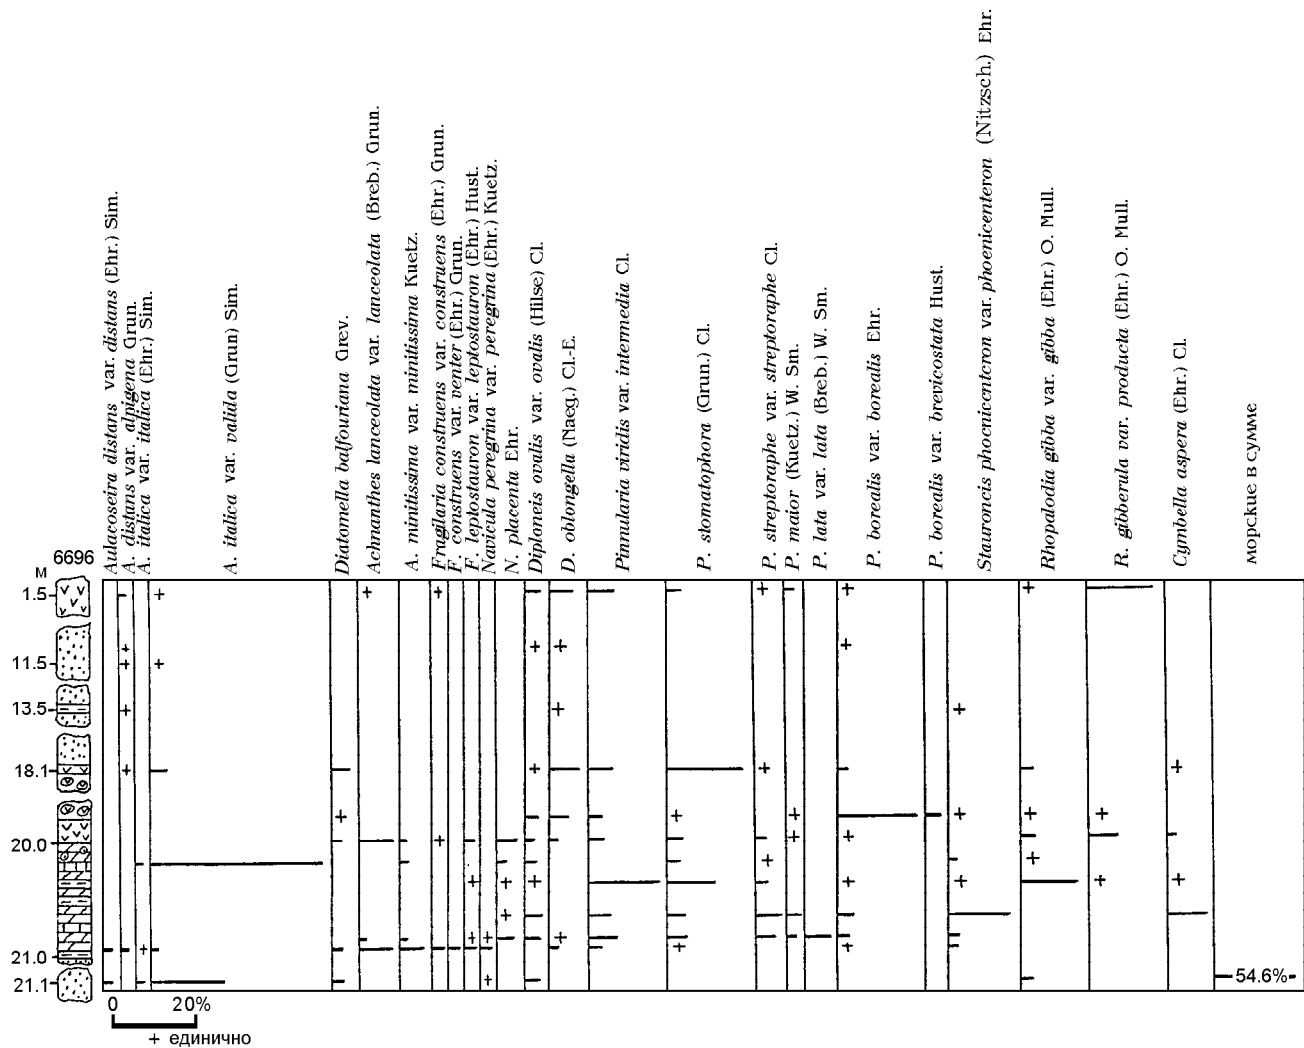 Aulacoseira distans var. distans (Ehr.) Sim.
A. distans var. alpigena Grun.
A. italica var. italica (Ehr.) Sim.
A. italica var. valida (Grun) Sim.
Diatomella balfouriana Grev.
Achnanthes lanceolata var. lanceolata (Breb.) Grun.
A. minitissima var. minitissima Kuetz.
Fragilaria construens var. construens (Ehr.) Grun.
F. construens var. venter (Ehr.) Grun.
F. leptostauron var. leptostauron (Ehr.) Hust.
Navicula peregrina var. peregrina (Ehr.) Kuetz.
N. placenta Ehr.
Diploneis ovalis var. ovalis (Hilse) Cl.
D. oblongella (Naeg.) Cl.-E.
Pinnularia viridis var. intermedia Cl.
P. stomatophora (Grun.) Cl.
P. streptoraphe var. streptoraphe Cl.
P. maior (Kuetz.) W. Sm.
P. lata var. lata (Breb.) W. Sm.
P. borealis var. borealis Ehr.
P. borealis var. brevicostata Hust.
Stauroneis phoenicenteron var. phoenicenteron (Nitzsch.) Ehr.
Rhopalodia gibba var. gibba (Ehr.) O. Mull.
R. gibberula var. producta (Ehr.) O. Mull.
Cymbella aspera (Ehr.) Cl.
морские в сумме
6696
м
1.5
11.5
13.5
18.1
20.0
21.0
21.1
54.6%
0 20%
+ единично